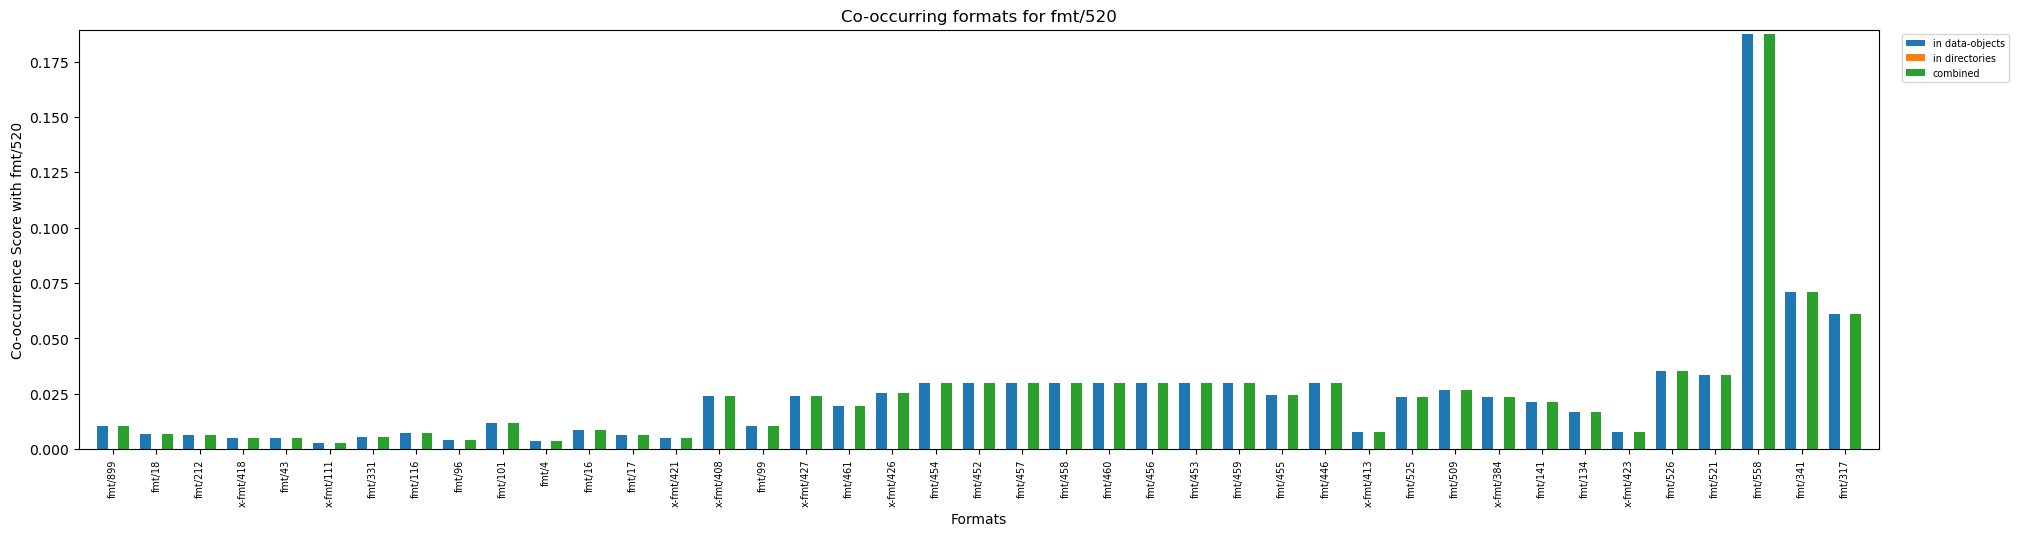 Co-occurring formats for fmt/520
Co-occurrence Score with fmt/520
0.175
0.150
0.125
0.100
0.075
0.050
0.025
0.000
in data-objects
in directories
combined
fmt/899
fmt/18
fmt/212
x-fmt/418
fmt/43
x-fmt/111
fmt/331
fmt/116
fmt/96
fmt/101
fmt/4
fmt/16
fmt/17
x-fmt/421
x-fmt/408
fmt/99
x-fmt/427
fmt/461
x-fmt/426
fmt/454
fmt/452
fmt/457
fmt/458
fmt/460
fmt/456
fmt/453
fmt/459
fmt/455
fmt/446
x-fmt/413
fmt/525
fmt/509
x-fmt/384
fmt/141
fmt/134
x-fmt/423
fmt/526
fmt/521
fmt/558
fmt/341
fmt/317
Formats